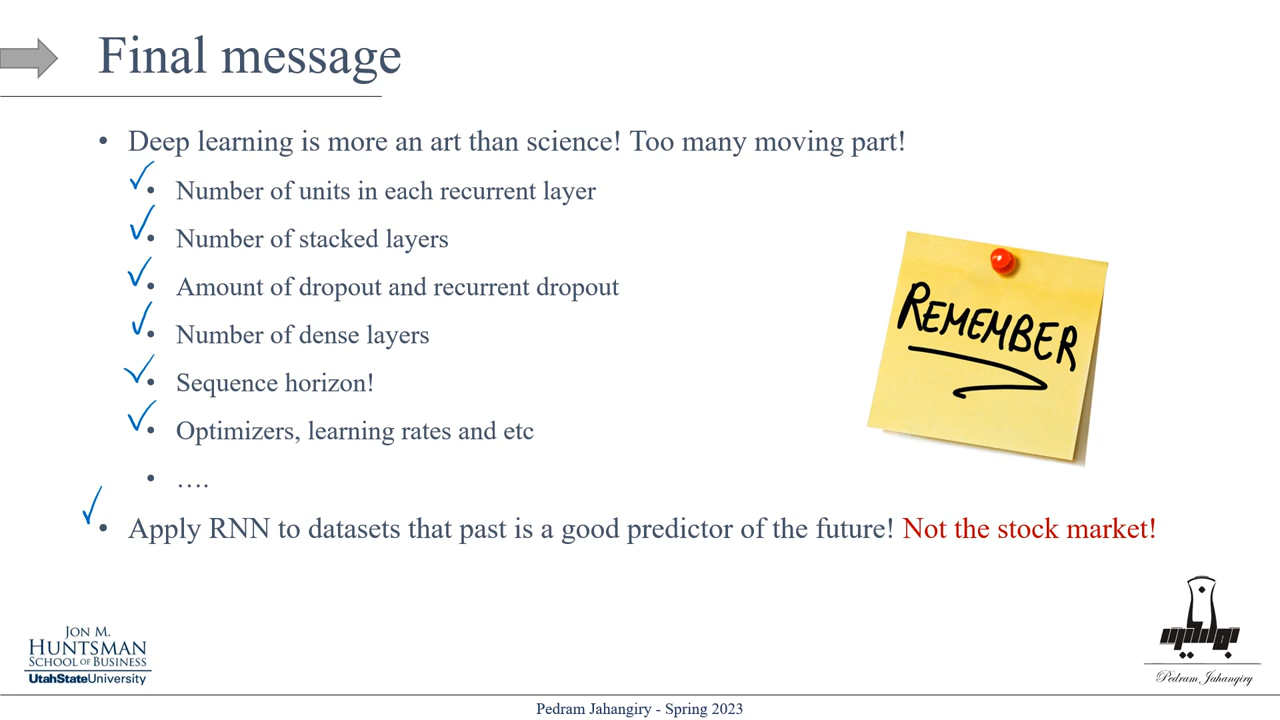 Final message
• Deep learning is more an art than science! Too many moving part!
• Number of units in each recurrent layer
• Number of stacked layers
• Amount of dropout and recurrent dropout
• Number of dense layers
• Sequence horizon!
• Optimizers, learning rates and etc
• ….
• Apply RNN to datasets that past is a good predictor of the future! Not the stock market!
REMEMBER
JON M.
HUNTSMAN
SCHOOL OF BUSINESS
UtahStateUniversity
Pedram Jahangiry
Pedram Jahangiry - Spring 2023